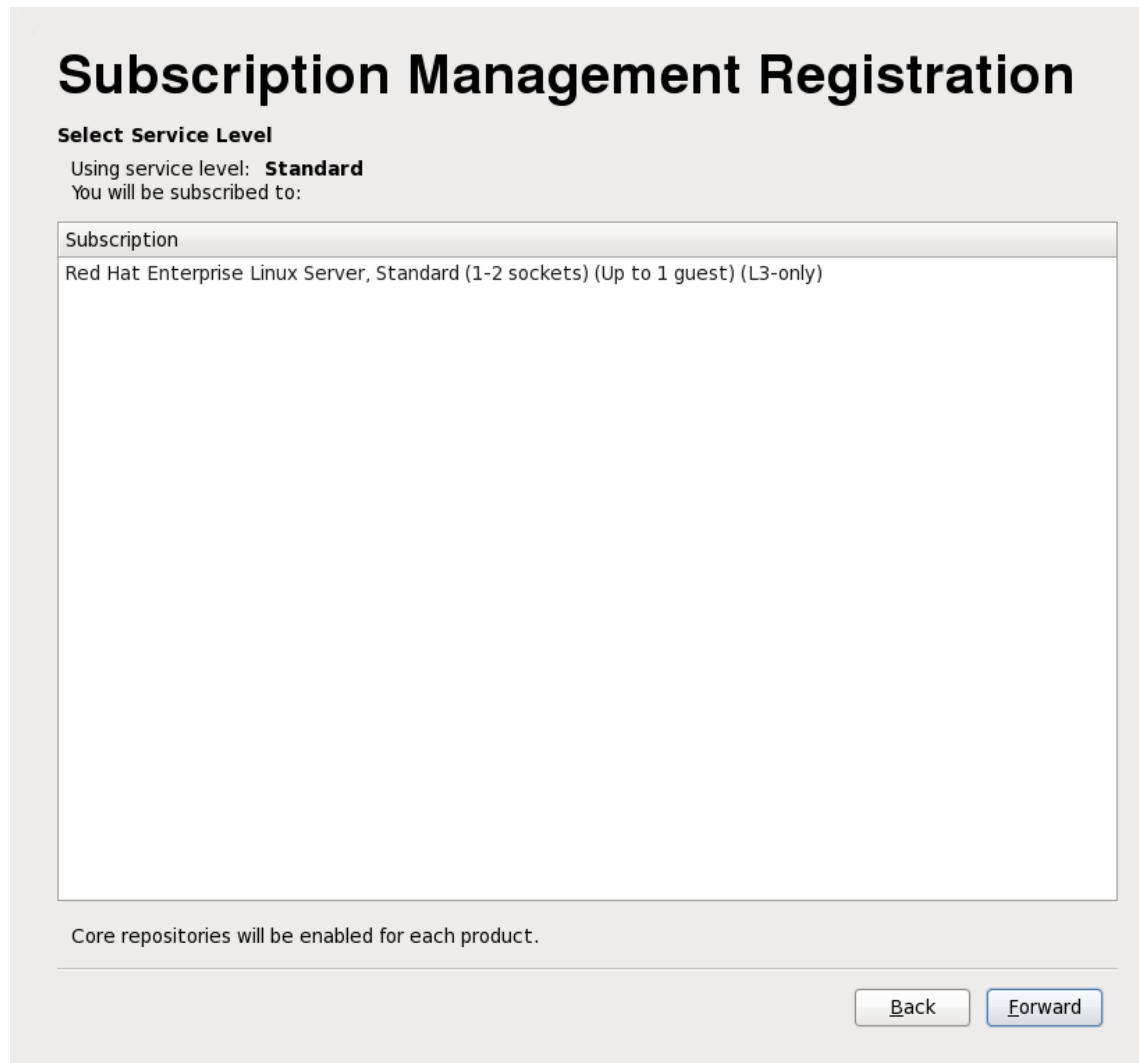 Subscription Management Registration
Select Service Level
Using service level: Standard
You will be subscribed to:
Subscription
Red Hat Enterprise Linux Server, Standard (1-2 sockets) (Up to 1 guest) (L3-only)
Core repositories will be enabled for each product.
Back
Forward